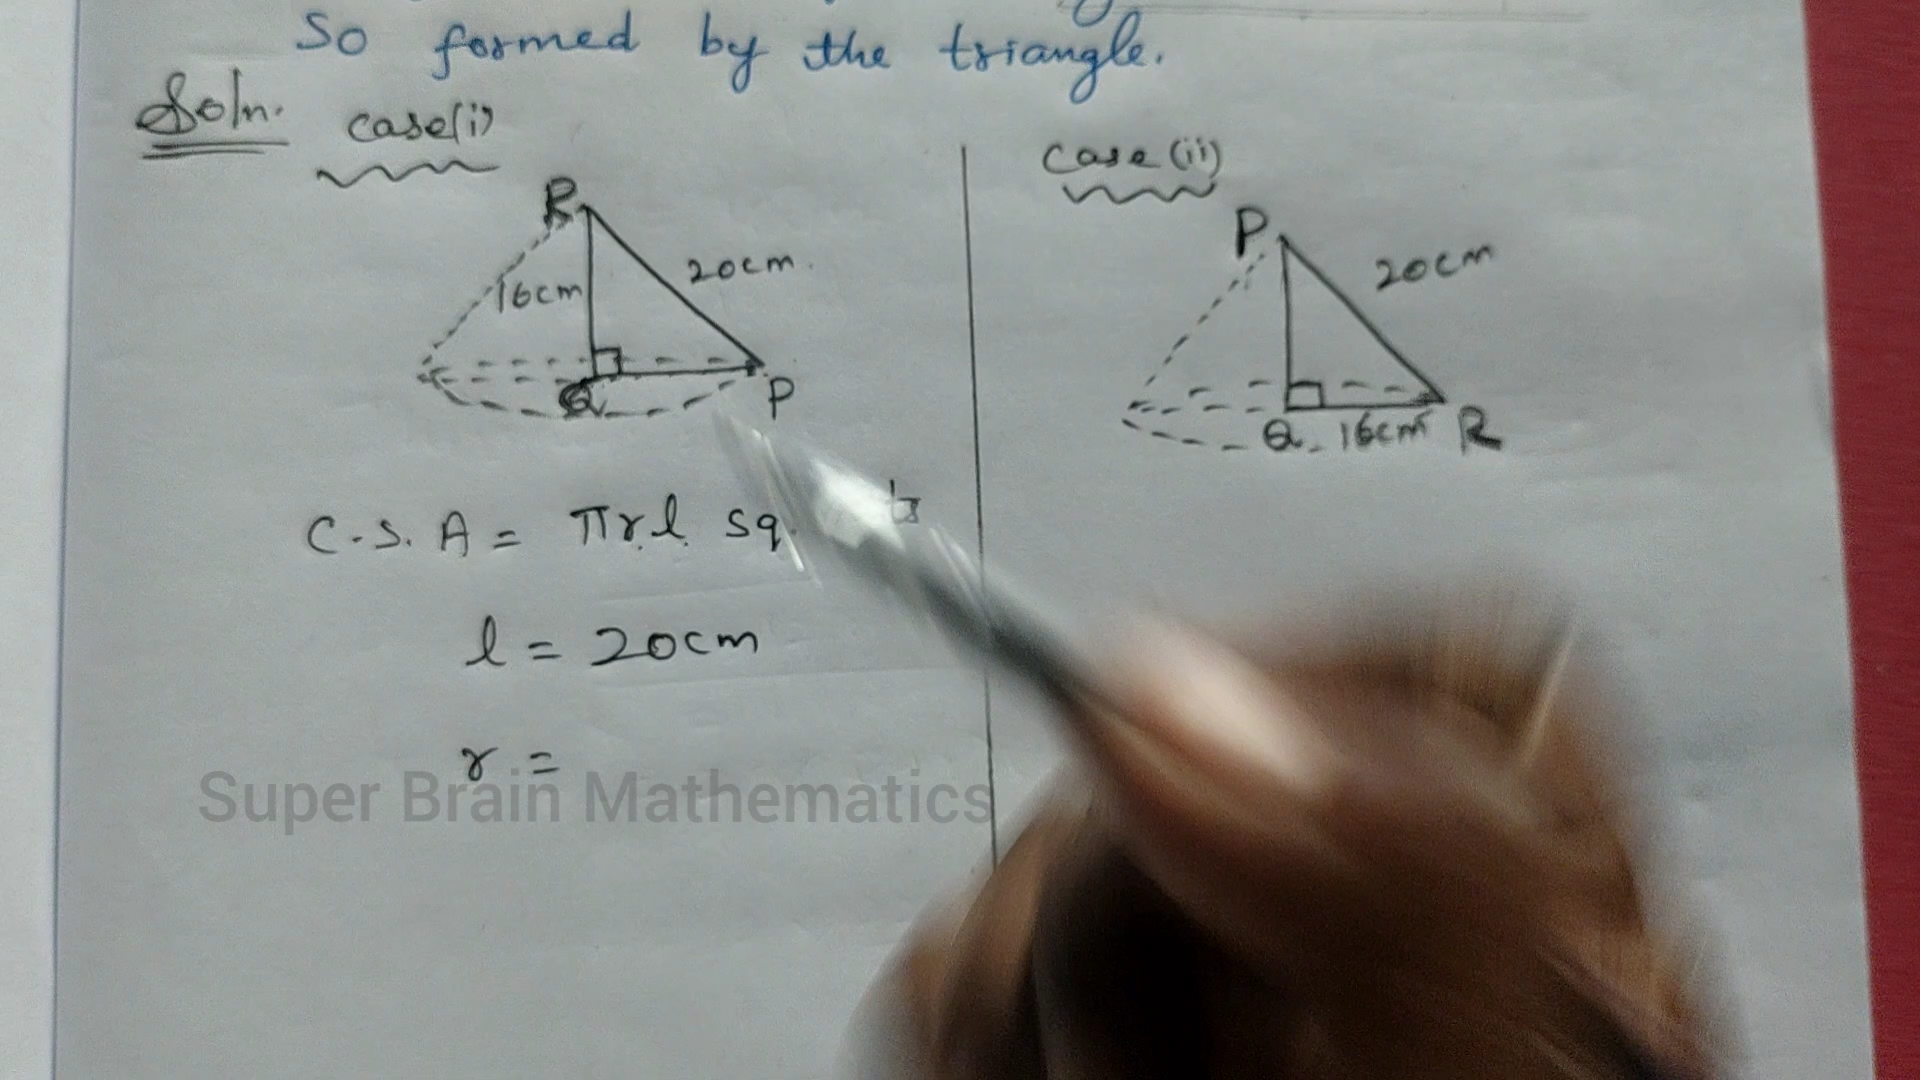 So formed by the triangle.
Soln. case(i)
R
16cm
20cm.
Q
P
C.S.A = πrl sq.
l = 20cm
r =
case (ii)
P
20cm
Q 16cm R
Super Brain Mathematics